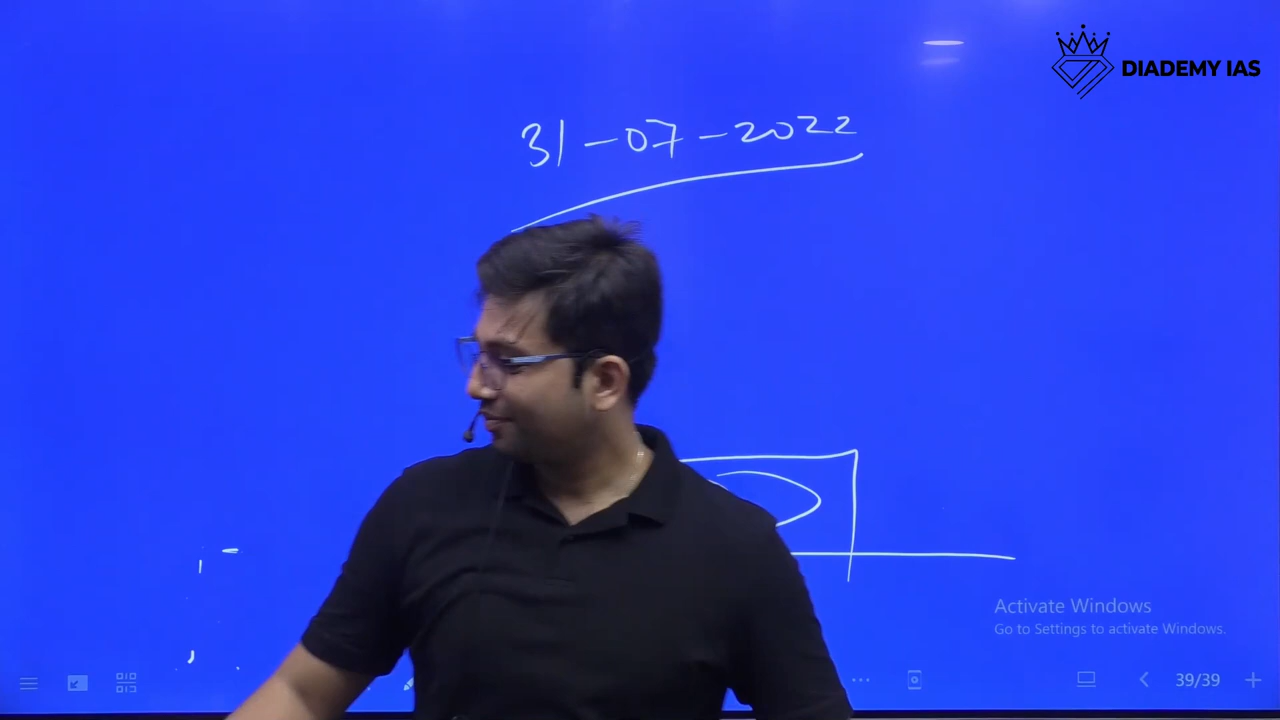 DIADEMY IAS
31-07-2022
Activate Windows
Go to Settings to activate Windows.
39/39